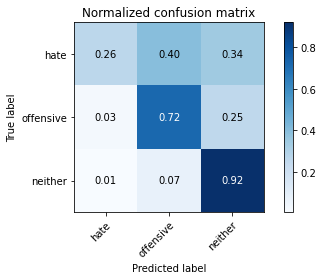 Normalized confusion matrix
True label
hate 0.26 0.40 0.34
offensive 0.03 0.72 0.25
neither 0.01 0.07 0.92
hate offensive neither
Predicted label
0.8
0.6
0.4
0.2